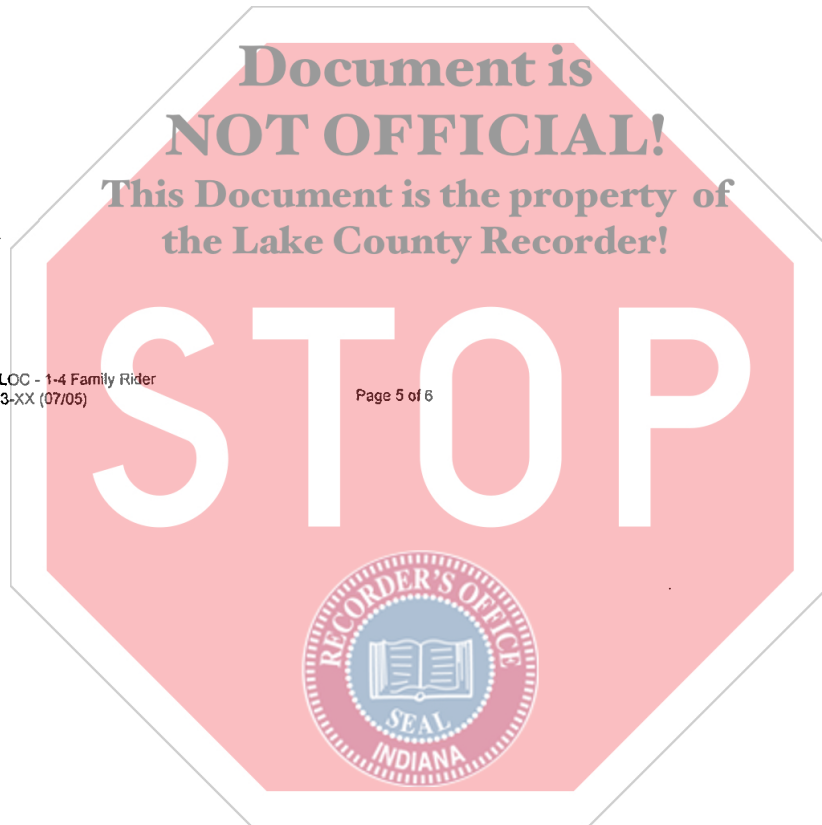 Document is
NOT OFFICIAL!
This Document is the property of
the Lake County Recorder!
STOP
LOC - 1-4 Family Rider
3-XX (07/05)
Page 5 of 6
RECORDER'S OFFICE
SEAL
INDIANA